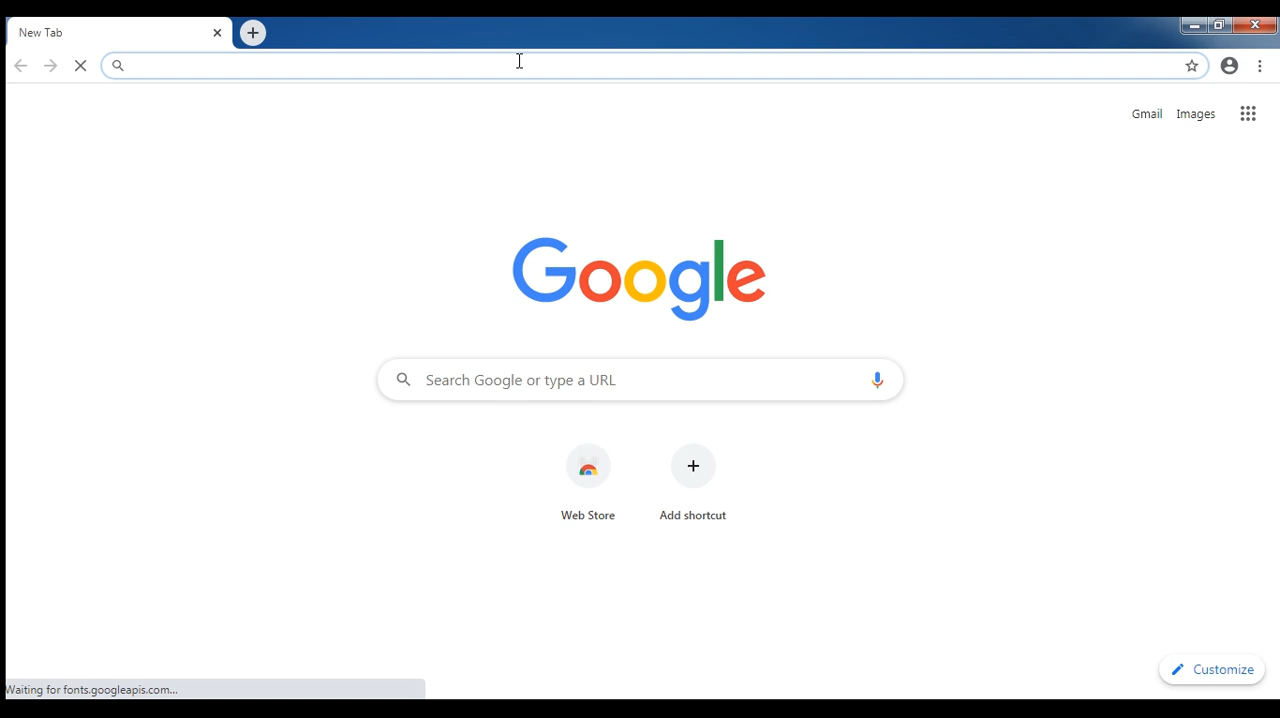 New Tab
Gmail Images
Google
Search Google or type a URL
Web Store Add shortcut
Customize
Waiting for fonts.googleapis.com...